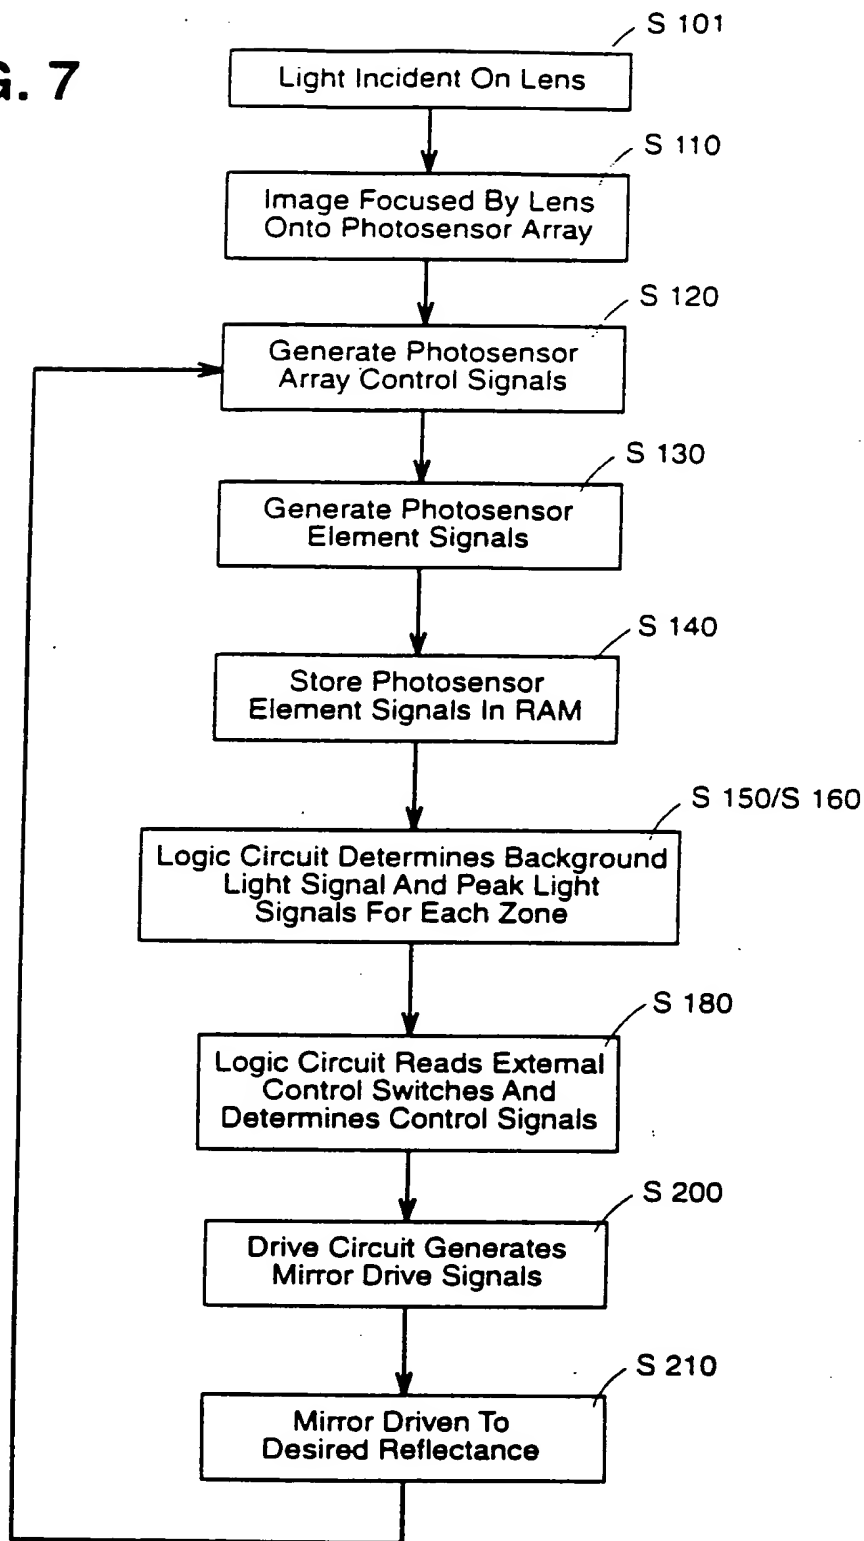 G. 7
S 101
Light Incident On Lens
S 110
Image Focused By Lens
Onto Photosensor Array
S 120
Generate Photosensor
Array Control Signals
S 130
Generate Photosensor
Element Signals
S 140
Store Photosensor
Element Signals In RAM
S 150/S 160
Logic Circuit Determines Background
Light Signal And Peak Light
Signals For Each Zone
S 180
Logic Circuit Reads External
Control Switches And
Determines Control Signals
S 200
Drive Circuit Generates
Mirror Drive Signals
S 210
Mirror Driven To
Desired Reflectance